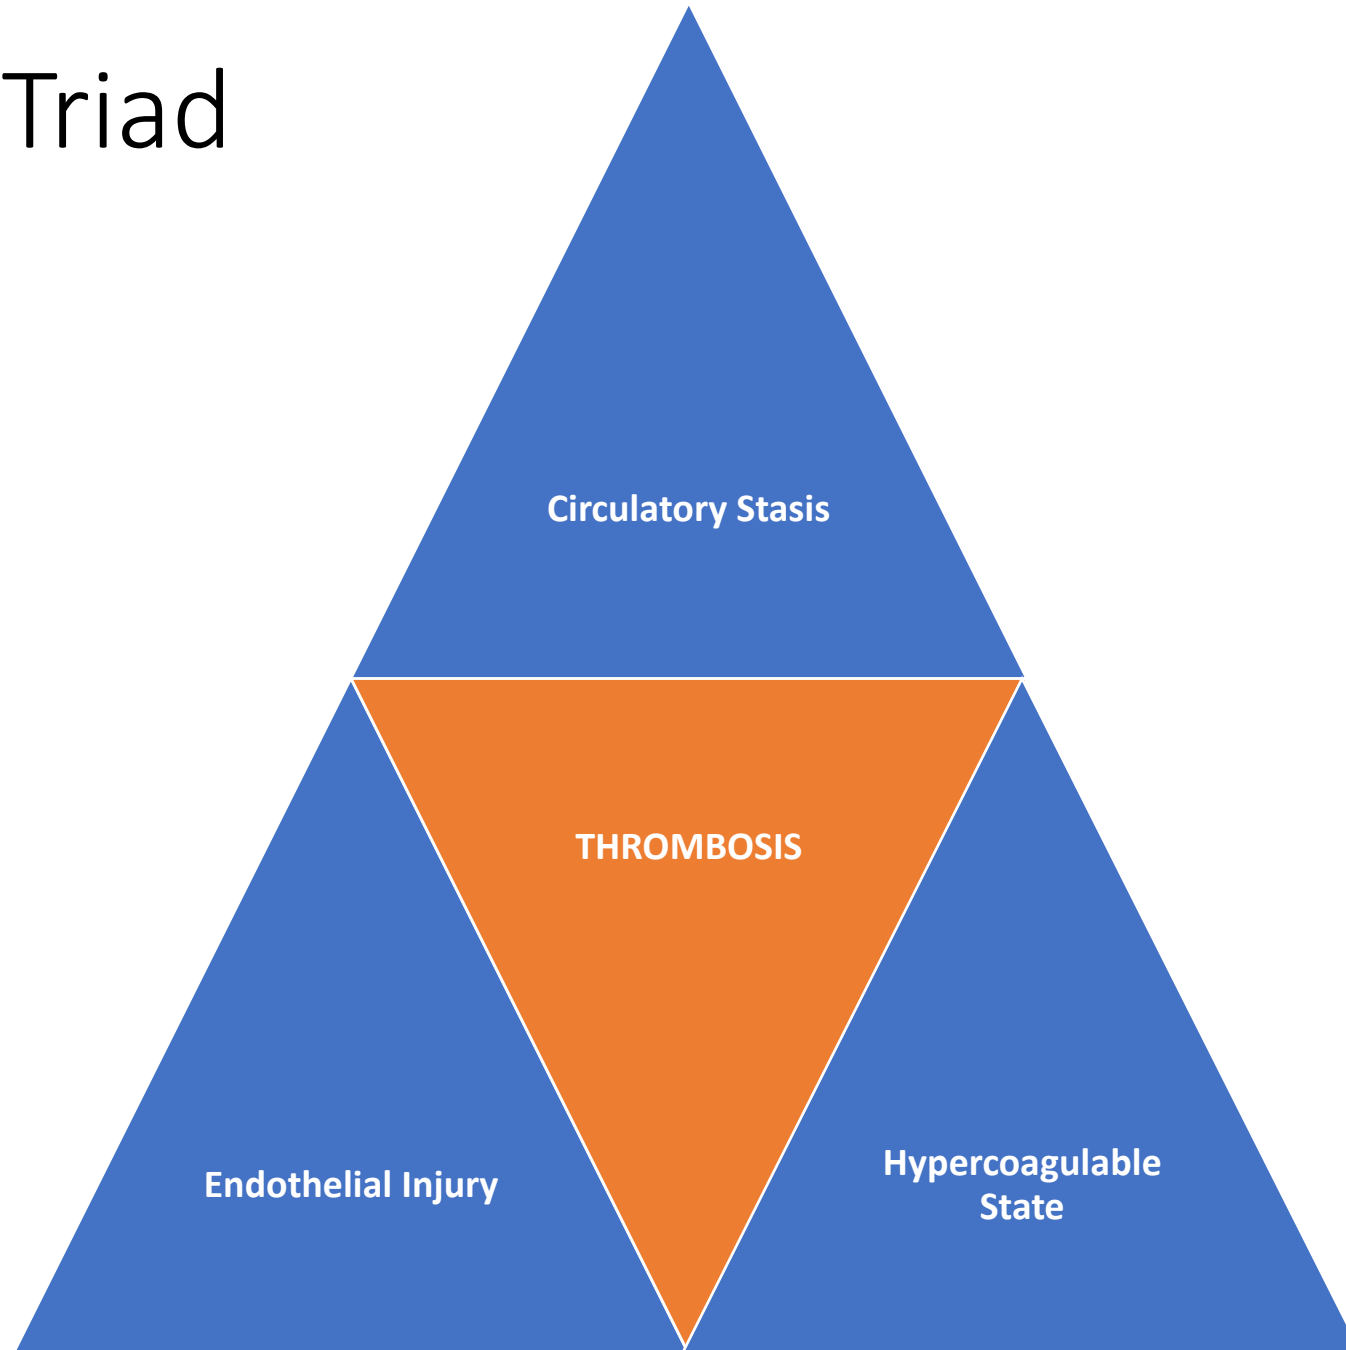 Triad
Circulatory Stasis
THROMBOSIS
Endothelial Injury
Hypercoagulable
State